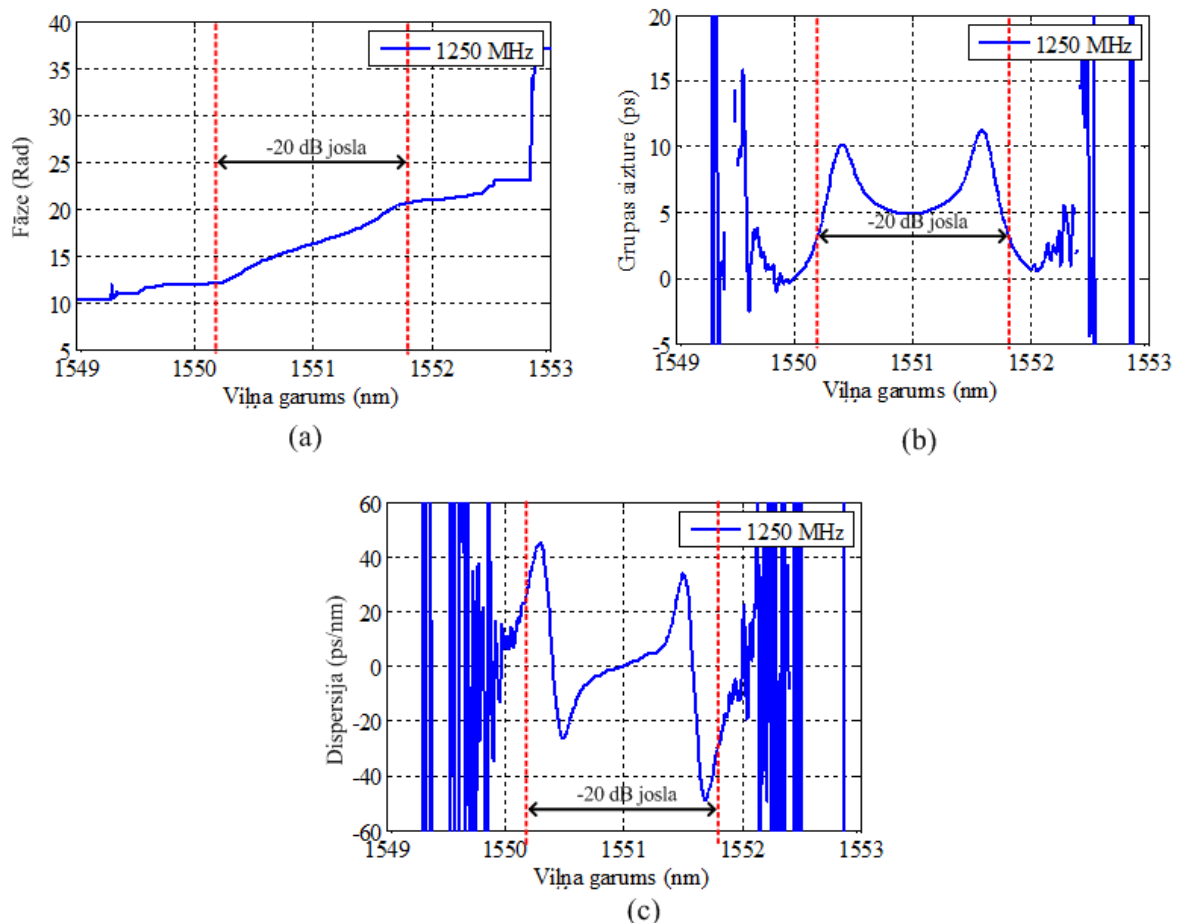 40
35
30
25
20
15
10
5
Fāze (Rad)
1250 MHz
-20 dB josla
1549 1550 1551 1552 1553
Viļņa garums (nm)
(a)
20
15
10
5
0
-5
Grupas aizture (ps)
1250 MHz
-20 dB josla
1549 1550 1551 1552 1553
Viļņa garums (nm)
(b)
60
40
20
0
-20
-40
-60
Dispersija (ps/nm)
1250 MHz
-20 dB josla
1549 1550 1551 1552 1553
Viļņa garums (nm)
(c)